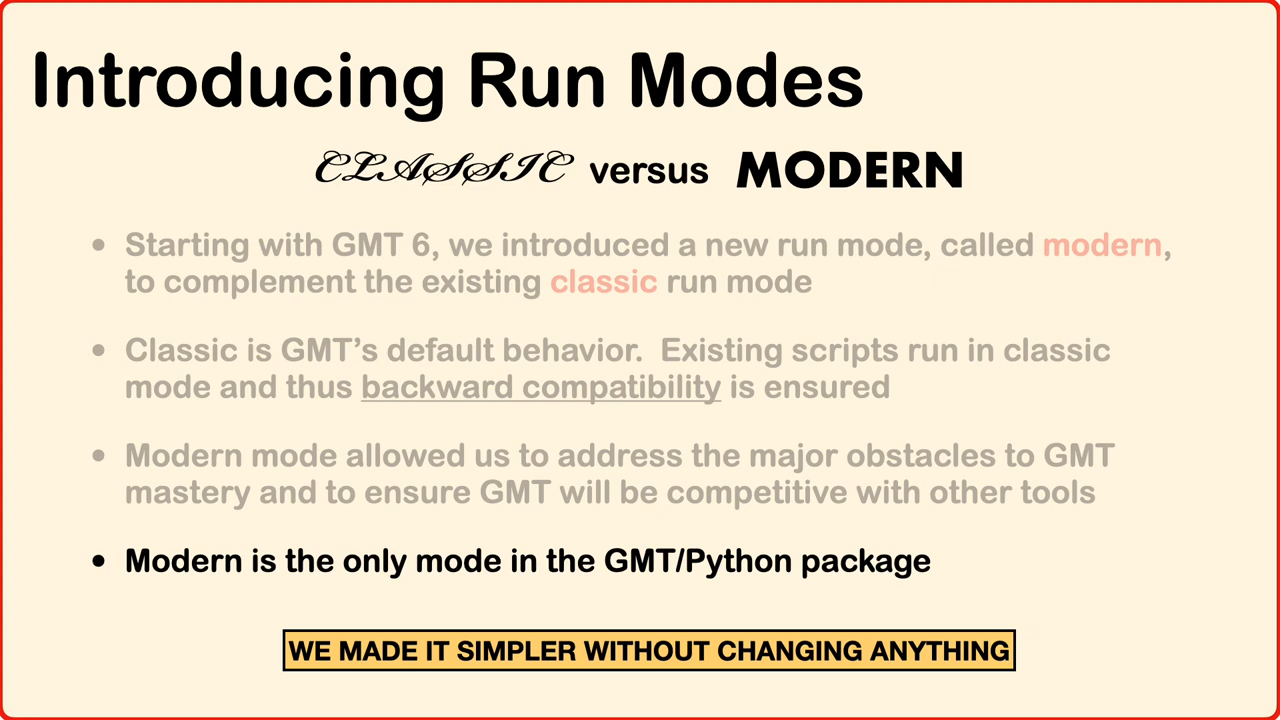 Introducing Run Modes
CLASSIC versus MODERN
• Starting with GMT 6, we introduced a new run mode, called modern,
to complement the existing classic run mode
• Classic is GMT’s default behavior.  Existing scripts run in classic
mode and thus backward compatibility is ensured
• Modern mode allowed us to address the major obstacles to GMT
mastery and to ensure GMT will be competitive with other tools
• Modern is the only mode in the GMT/Python package
WE MADE IT SIMPLER WITHOUT CHANGING ANYTHING